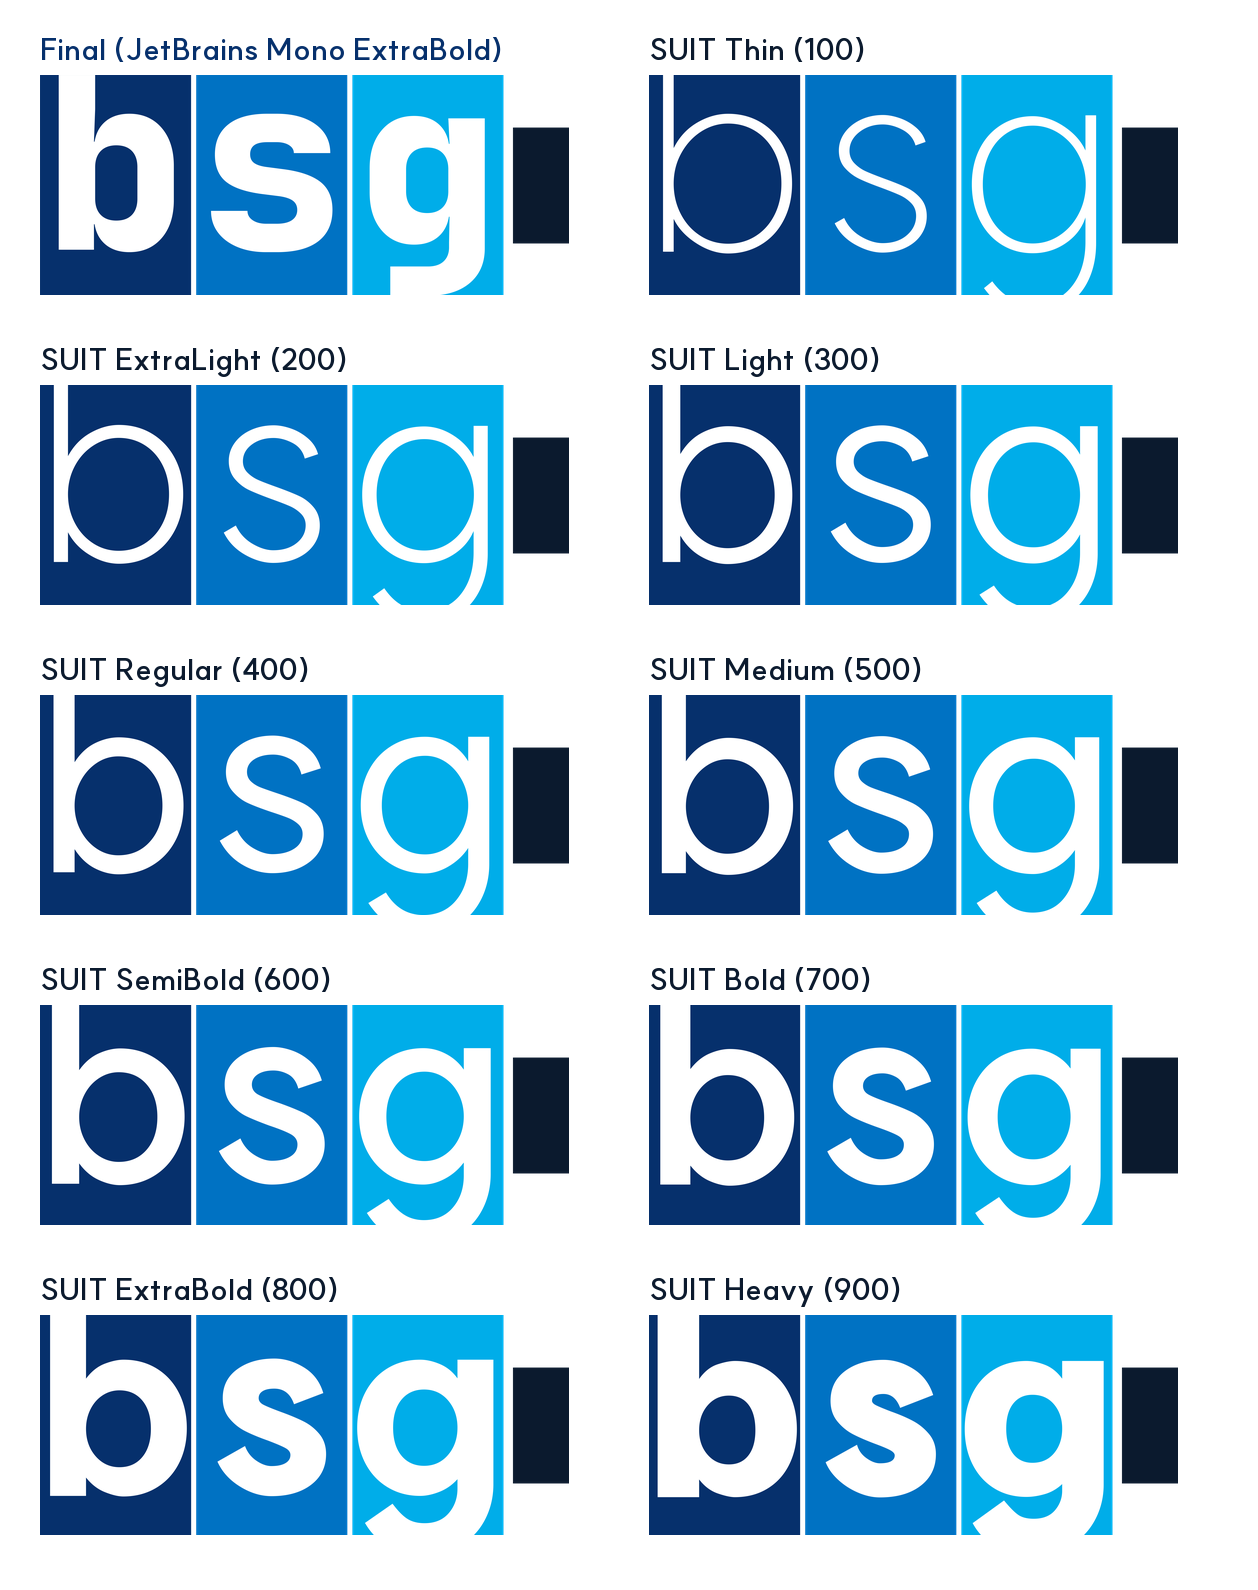 Final (JetBrains Mono ExtraBold)
bsg
SUIT Thin (100)
bsg
SUIT ExtraLight (200)
bsg
SUIT Light (300)
bsg
SUIT Regular (400)
bsg
SUIT Medium (500)
bsg
SUIT SemiBold (600)
bsg
SUIT Bold (700)
bsg
SUIT ExtraBold (800)
bsg
SUIT Heavy (900)
bsg